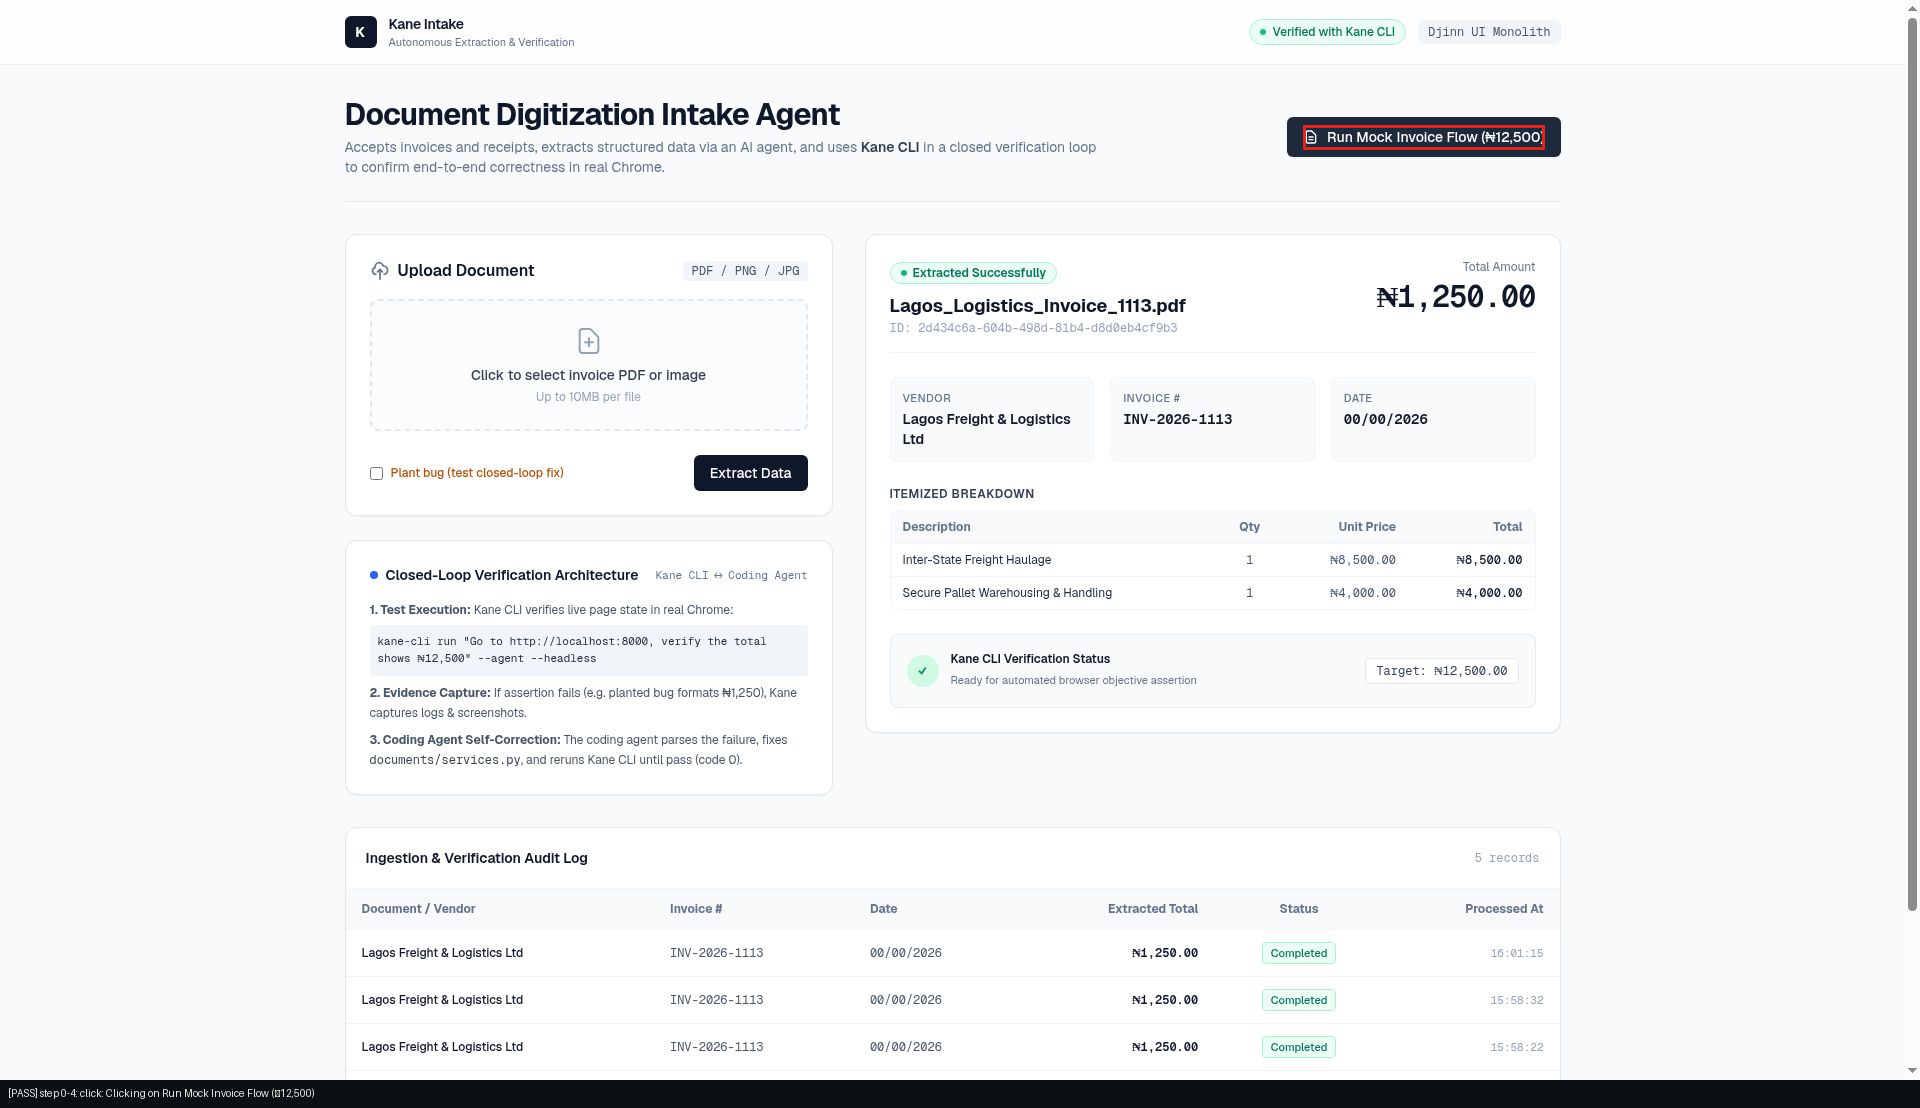 K
Kane Intake
Autonomous Extraction & Verification
Verified with Kane CLI
Djinn UI Monolith
Document Digitization Intake Agent
Accepts invoices and receipts, extracts structured data via an AI agent, and uses Kane CLI in a closed verification loop
to confirm end-to-end correctness in real Chrome.
Run Mock Invoice Flow (₦12,500)
Upload Document
PDF / PNG / JPG
Click to select invoice PDF or image
Up to 10MB per file
Plant bug (test closed-loop fix)
Extract Data
Closed-Loop Verification Architecture
Kane CLI ↔ Coding Agent
1. Test Execution: Kane CLI verifies live page state in real Chrome:
kane-cli run "Go to http://localhost:8000, verify the total
shows ₦12,500" --agent --headless
2. Evidence Capture: If assertion fails (e.g. planted bug formats ₦1,250), Kane
captures logs & screenshots.
3. Coding Agent Self-Correction: The coding agent parses the failure, fixes
documents/services.py, and reruns Kane CLI until pass (code 0).
Extracted Successfully
Total Amount
Lagos_Logistics_Invoice_1113.pdf
₦1,250.00
ID: 2d434c6a-604b-498d-81b4-d8d0eb4cf9b3
VENDOR
Lagos Freight & Logistics
Ltd
INVOICE #
INV-2026-1113
DATE
00/00/2026
ITEMIZED BREAKDOWN
Description Qty Unit Price Total
Inter-State Freight Haulage 1 ₦8,500.00 ₦8,500.00
Secure Pallet Warehousing & Handling 1 ₦4,000.00 ₦4,000.00
Kane CLI Verification Status
Ready for automated browser objective assertion
Target: ₦12,500.00
Ingestion & Verification Audit Log
5 records
Document / Vendor Invoice # Date Extracted Total Status Processed At
Lagos Freight & Logistics Ltd INV-2026-1113 00/00/2026 ₦1,250.00 Completed 16:01:15
Lagos Freight & Logistics Ltd INV-2026-1113 00/00/2026 ₦1,250.00 Completed 15:58:32
Lagos Freight & Logistics Ltd INV-2026-1113 00/00/2026 ₦1,250.00 Completed 15:58:22
[PASS] step 0-4: click: Clicking on Run Mock Invoice Flow (▯12,500)